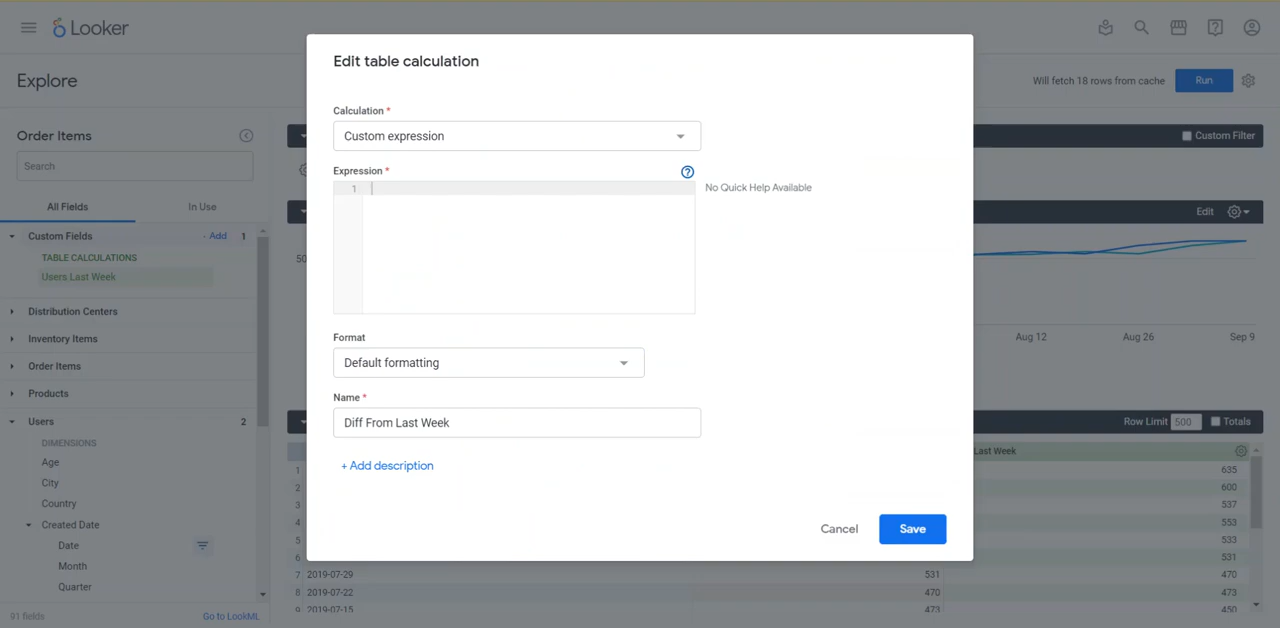 Looker
Explore
Will fetch 18 rows from cache
Run
Order Items
Search
All Fields
In Use
Custom Fields
+ Add
1
TABLE CALCULATIONS
Users Last Week
Distribution Centers
Inventory Items
Order Items
Products
Users
2
DIMENSIONS
Age
City
Country
Created Date
Date
Month
Quarter
91 fields
Go to LookML
Edit table calculation
Calculation *
Custom expression
Expression *
1
No Quick Help Available
Format
Default formatting
Name *
Diff From Last Week
+ Add description
Cancel
Save
Custom Filter
Edit
50
Aug 12
Aug 26
Sep 9
Row Limit 500
Totals
Last Week
1 635
2 600
3 537
4 553
5 533
6 531
7 2019-07-29 531 470
8 2019-07-22 470 473
9 2019-07-15 473 450